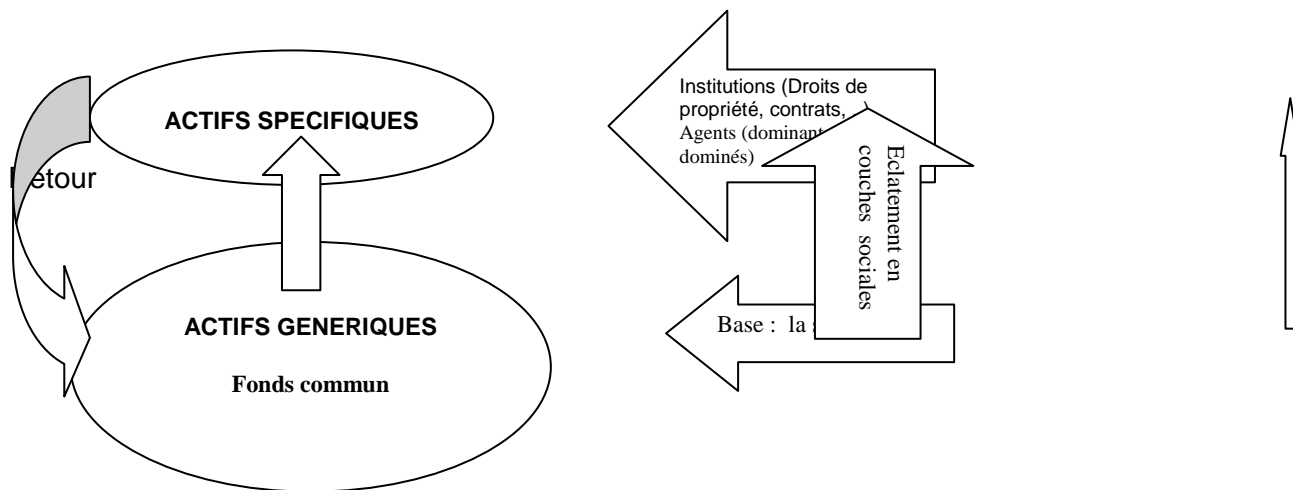 ACTIFS SPECIFIQUES
Retour
ACTIFS GENERIQUES
Fonds commun
Institutions (Droits de
propriété, contrats,
Agents (dominant
dominés)
Eclatement en
couches sociales
Base : la